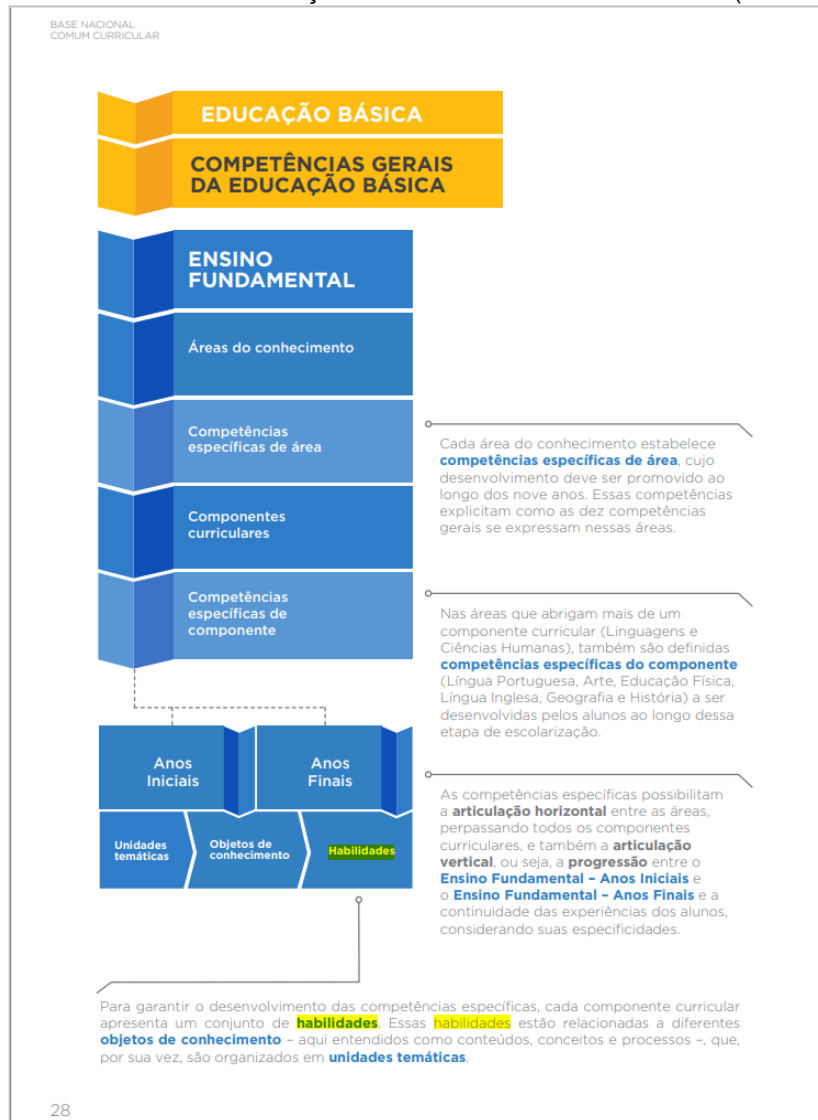 BASE NACIONAL
COMUM CURRICULAR
EDUCAÇÃO BÁSICA
COMPETÊNCIAS GERAIS
DA EDUCAÇÃO BÁSICA
ENSINO
FUNDAMENTAL
Áreas do conhecimento
Competências
específicas de área
Cada área do conhecimento estabelece
competências específicas de área, cujo
desenvolvimento deve ser promovido ao
longo dos nove anos. Essas competências
explicitam como as dez competências
gerais se expressam nessas áreas.
Componentes
curriculares
Competências
específicas de
componente
Nas áreas que abrigam mais de um
componente curricular (Linguagens e
Ciências Humanas), também são definidas
competências específicas do componente
(Língua Portuguesa, Arte, Educação Física,
Língua Inglesa, Geografia e História) a ser
desenvolvidas pelos alunos ao longo dessa
etapa de escolarização.
Anos
Iniciais
Anos
Finais
Unidades
temáticas
Objetos de
conhecimento
Habilidades
As competências específicas possibilitam
a articulação horizontal entre as áreas,
perpassando todos os componentes
curriculares, e também a articulação
vertical, ou seja, a progressão entre o
Ensino Fundamental – Anos Iniciais e
o Ensino Fundamental – Anos Finais e a
continuidade das experiências dos alunos,
considerando suas especificidades.
Para garantir o desenvolvimento das competências específicas, cada componente curricular
apresenta um conjunto de habilidades. Essas habilidades estão relacionadas a diferentes
objetos de conhecimento – aqui entendidos como conteúdos, conceitos e processos –, que,
por sua vez, são organizados em unidades temáticas.
28